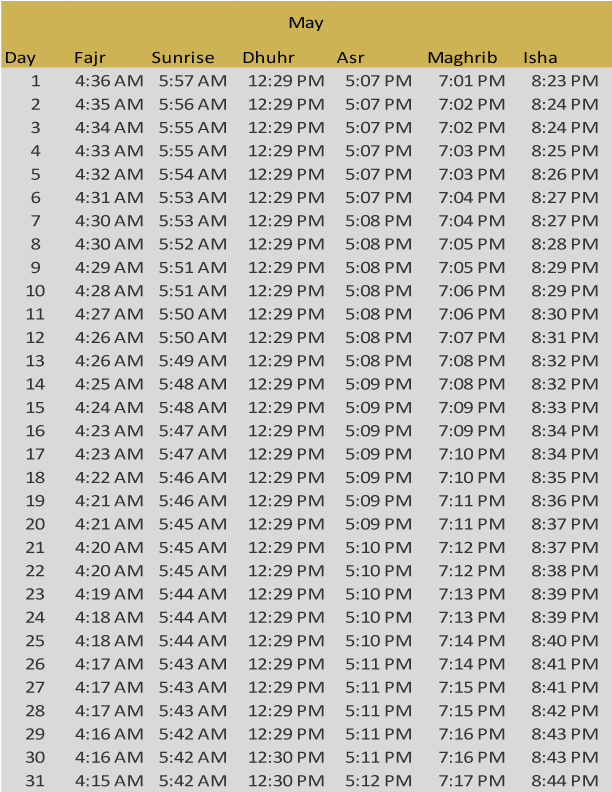 May
Day Fajr Sunrise Dhuhr Asr Maghrib Isha
1 4:36 AM 5:57 AM 12:29 PM 5:07 PM 7:01 PM 8:23 PM
2 4:35 AM 5:56 AM 12:29 PM 5:07 PM 7:02 PM 8:24 PM
3 4:34 AM 5:55 AM 12:29 PM 5:07 PM 7:02 PM 8:24 PM
4 4:33 AM 5:55 AM 12:29 PM 5:07 PM 7:03 PM 8:25 PM
5 4:32 AM 5:54 AM 12:29 PM 5:07 PM 7:03 PM 8:26 PM
6 4:31 AM 5:53 AM 12:29 PM 5:07 PM 7:04 PM 8:27 PM
7 4:30 AM 5:53 AM 12:29 PM 5:08 PM 7:04 PM 8:27 PM
8 4:30 AM 5:52 AM 12:29 PM 5:08 PM 7:05 PM 8:28 PM
9 4:29 AM 5:51 AM 12:29 PM 5:08 PM 7:05 PM 8:29 PM
10 4:28 AM 5:51 AM 12:29 PM 5:08 PM 7:06 PM 8:29 PM
11 4:27 AM 5:50 AM 12:29 PM 5:08 PM 7:06 PM 8:30 PM
12 4:26 AM 5:50 AM 12:29 PM 5:08 PM 7:07 PM 8:31 PM
13 4:26 AM 5:49 AM 12:29 PM 5:08 PM 7:08 PM 8:32 PM
14 4:25 AM 5:48 AM 12:29 PM 5:09 PM 7:08 PM 8:32 PM
15 4:24 AM 5:48 AM 12:29 PM 5:09 PM 7:09 PM 8:33 PM
16 4:23 AM 5:47 AM 12:29 PM 5:09 PM 7:09 PM 8:34 PM
17 4:23 AM 5:47 AM 12:29 PM 5:09 PM 7:10 PM 8:34 PM
18 4:22 AM 5:46 AM 12:29 PM 5:09 PM 7:10 PM 8:35 PM
19 4:21 AM 5:46 AM 12:29 PM 5:09 PM 7:11 PM 8:36 PM
20 4:21 AM 5:45 AM 12:29 PM 5:09 PM 7:11 PM 8:37 PM
21 4:20 AM 5:45 AM 12:29 PM 5:10 PM 7:12 PM 8:37 PM
22 4:20 AM 5:45 AM 12:29 PM 5:10 PM 7:12 PM 8:38 PM
23 4:19 AM 5:44 AM 12:29 PM 5:10 PM 7:13 PM 8:39 PM
24 4:18 AM 5:44 AM 12:29 PM 5:10 PM 7:13 PM 8:39 PM
25 4:18 AM 5:44 AM 12:29 PM 5:10 PM 7:14 PM 8:40 PM
26 4:17 AM 5:43 AM 12:29 PM 5:11 PM 7:14 PM 8:41 PM
27 4:17 AM 5:43 AM 12:29 PM 5:11 PM 7:15 PM 8:41 PM
28 4:17 AM 5:43 AM 12:29 PM 5:11 PM 7:15 PM 8:42 PM
29 4:16 AM 5:42 AM 12:29 PM 5:11 PM 7:16 PM 8:43 PM
30 4:16 AM 5:42 AM 12:30 PM 5:11 PM 7:16 PM 8:43 PM
31 4:15 AM 5:42 AM 12:30 PM 5:12 PM 7:17 PM 8:44 PM